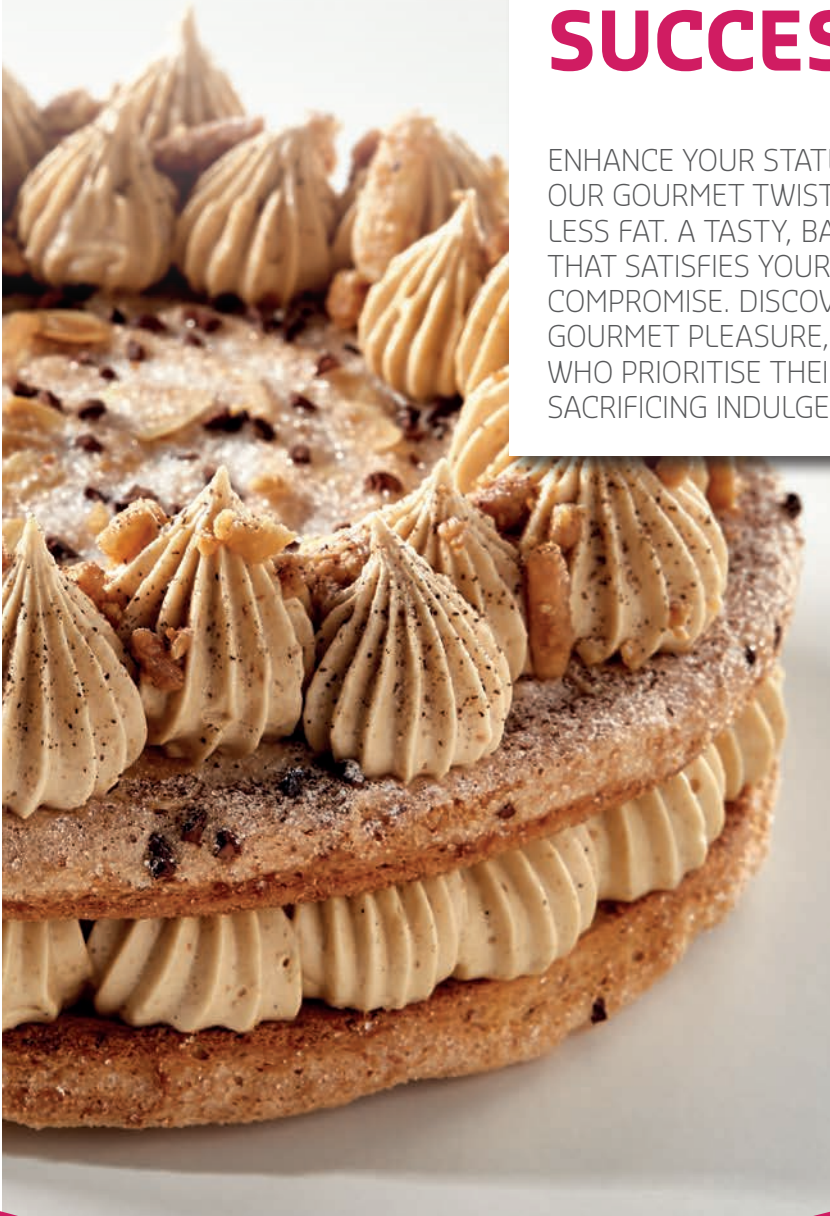 SUCCES
ENHANCE YOUR STATI
OUR GOURMET TWIST
LESS FAT. A TASTY, BA
THAT SATISFIES YOUR
COMPROMISE. DISCOV
GOURMET PLEASURE,
WHO PRIORITISE THEI
SACRIFICING INDULGE